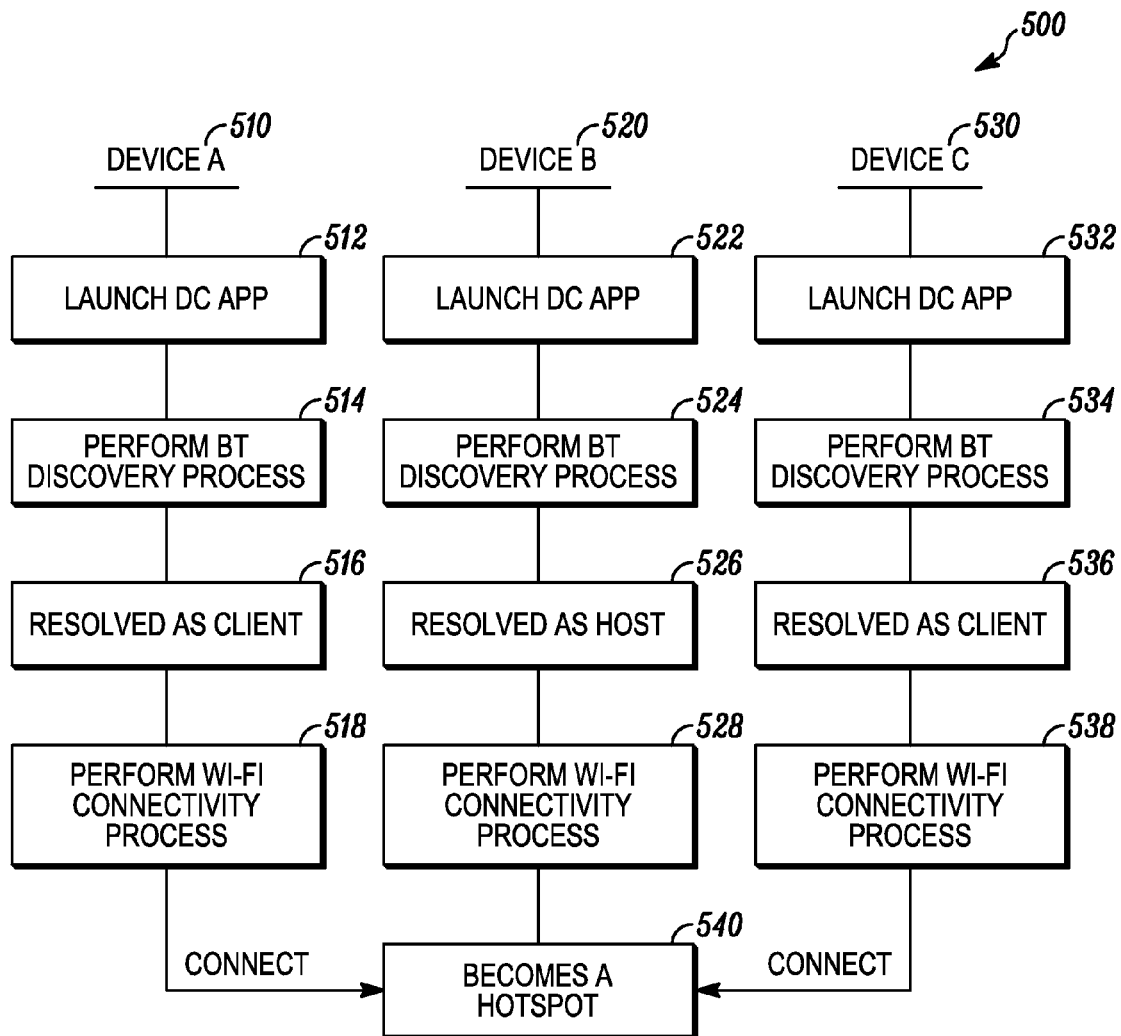 500
510
DEVICE A
520
DEVICE B
530
DEVICE C
512
LAUNCH DC APP
522
LAUNCH DC APP
532
LAUNCH DC APP
514
PERFORM BT
DISCOVERY PROCESS
524
PERFORM BT
DISCOVERY PROCESS
534
PERFORM BT
DISCOVERY PROCESS
516
RESOLVED AS CLIENT
526
RESOLVED AS HOST
536
RESOLVED AS CLIENT
518
PERFORM WI-FI
CONNECTIVITY
PROCESS
528
PERFORM WI-FI
CONNECTIVITY
PROCESS
538
PERFORM WI-FI
CONNECTIVITY
PROCESS
CONNECT
540
BECOMES A
HOTSPOT
CONNECT